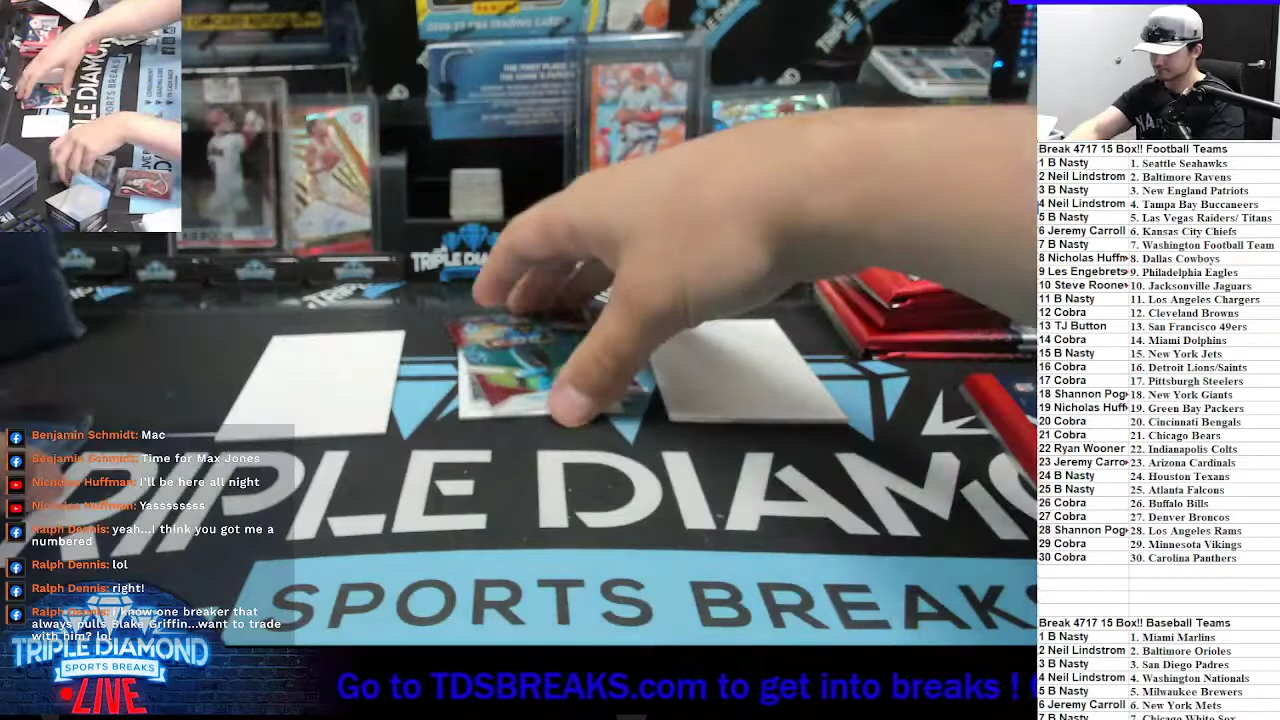 Break 4717 15 Box!! Football Teams
1 B Nasty 1. Seattle Seahawks
2 Neil Lindstrom 2. Baltimore Ravens
3 B Nasty 3. New England Patriots
4 Neil Lindstrom 4. Tampa Bay Buccaneers
5 B Nasty 5. Las Vegas Raiders/ Titans
6 Jeremy Carroll 6. Kansas City Chiefs
7 B Nasty 7. Washington Football Team
8 Nicholas Huffm 8. Dallas Cowboys
9 Les Engebrets 9. Philadelphia Eagles
10 Steve Roone 10. Jacksonville Jaguars
11 B Nasty 11. Los Angeles Chargers
12 Cobra 12. Cleveland Browns
13 TJ Button 13. San Francisco 49ers
14 Cobra 14. Miami Dolphins
15 B Nasty 15. New York Jets
16 Cobra 16. Detroit Lions/Saints
17 Cobra 17. Pittsburgh Steelers
18 Shannon Pog 18. New York Giants
19 Nicholas Huff 19. Green Bay Packers
20 Cobra 20. Cincinnati Bengals
21 Cobra 21. Chicago Bears
22 Ryan Wooner 22. Indianapolis Colts
23 Jeremy Carro 23. Arizona Cardinals
24 B Nasty 24. Houston Texans
25 B Nasty 25. Atlanta Falcons
26 Cobra 26. Buffalo Bills
27 Cobra 27. Denver Broncos
28 Shannon Pog 28. Los Angeles Rams
29 Cobra 29. Minnesota Vikings
30 Cobra 30. Carolina Panthers
Break 4717 15 Box!! Baseball Teams
1 B Nasty 1. Miami Marlins
2 Neil Lindstrom 2. Baltimore Orioles
3 B Nasty 3. San Diego Padres
4 Neil Lindstrom 4. Washington Nationals
5 B Nasty 5. Milwaukee Brewers
6 Jeremy Carroll 6. New York Mets
7 B Nasty 7. Chicago White Sox
TRIPLE DIAMOND
TRIPLE DIAMO
SPORTS BREAKS
Benjamin Schmidt: Mac
Benjamin Schmidt: Time for Max Jones
Nicholas Huffman: I'll be here all night
Nicholas Huffman: Yassssssss
Ralph Dennis: yeah...I think you got me a
numbered
Ralph Dennis: lol
Ralph Dennis: right!
Ralph Dennis: i know one breaker that
always pulls Blake Griffin...want to trade
with him? lol
TRIPLE DIAMOND
SPORTS BREAKS
LIVE
Go to TDSBREAKS.com to get into breaks !